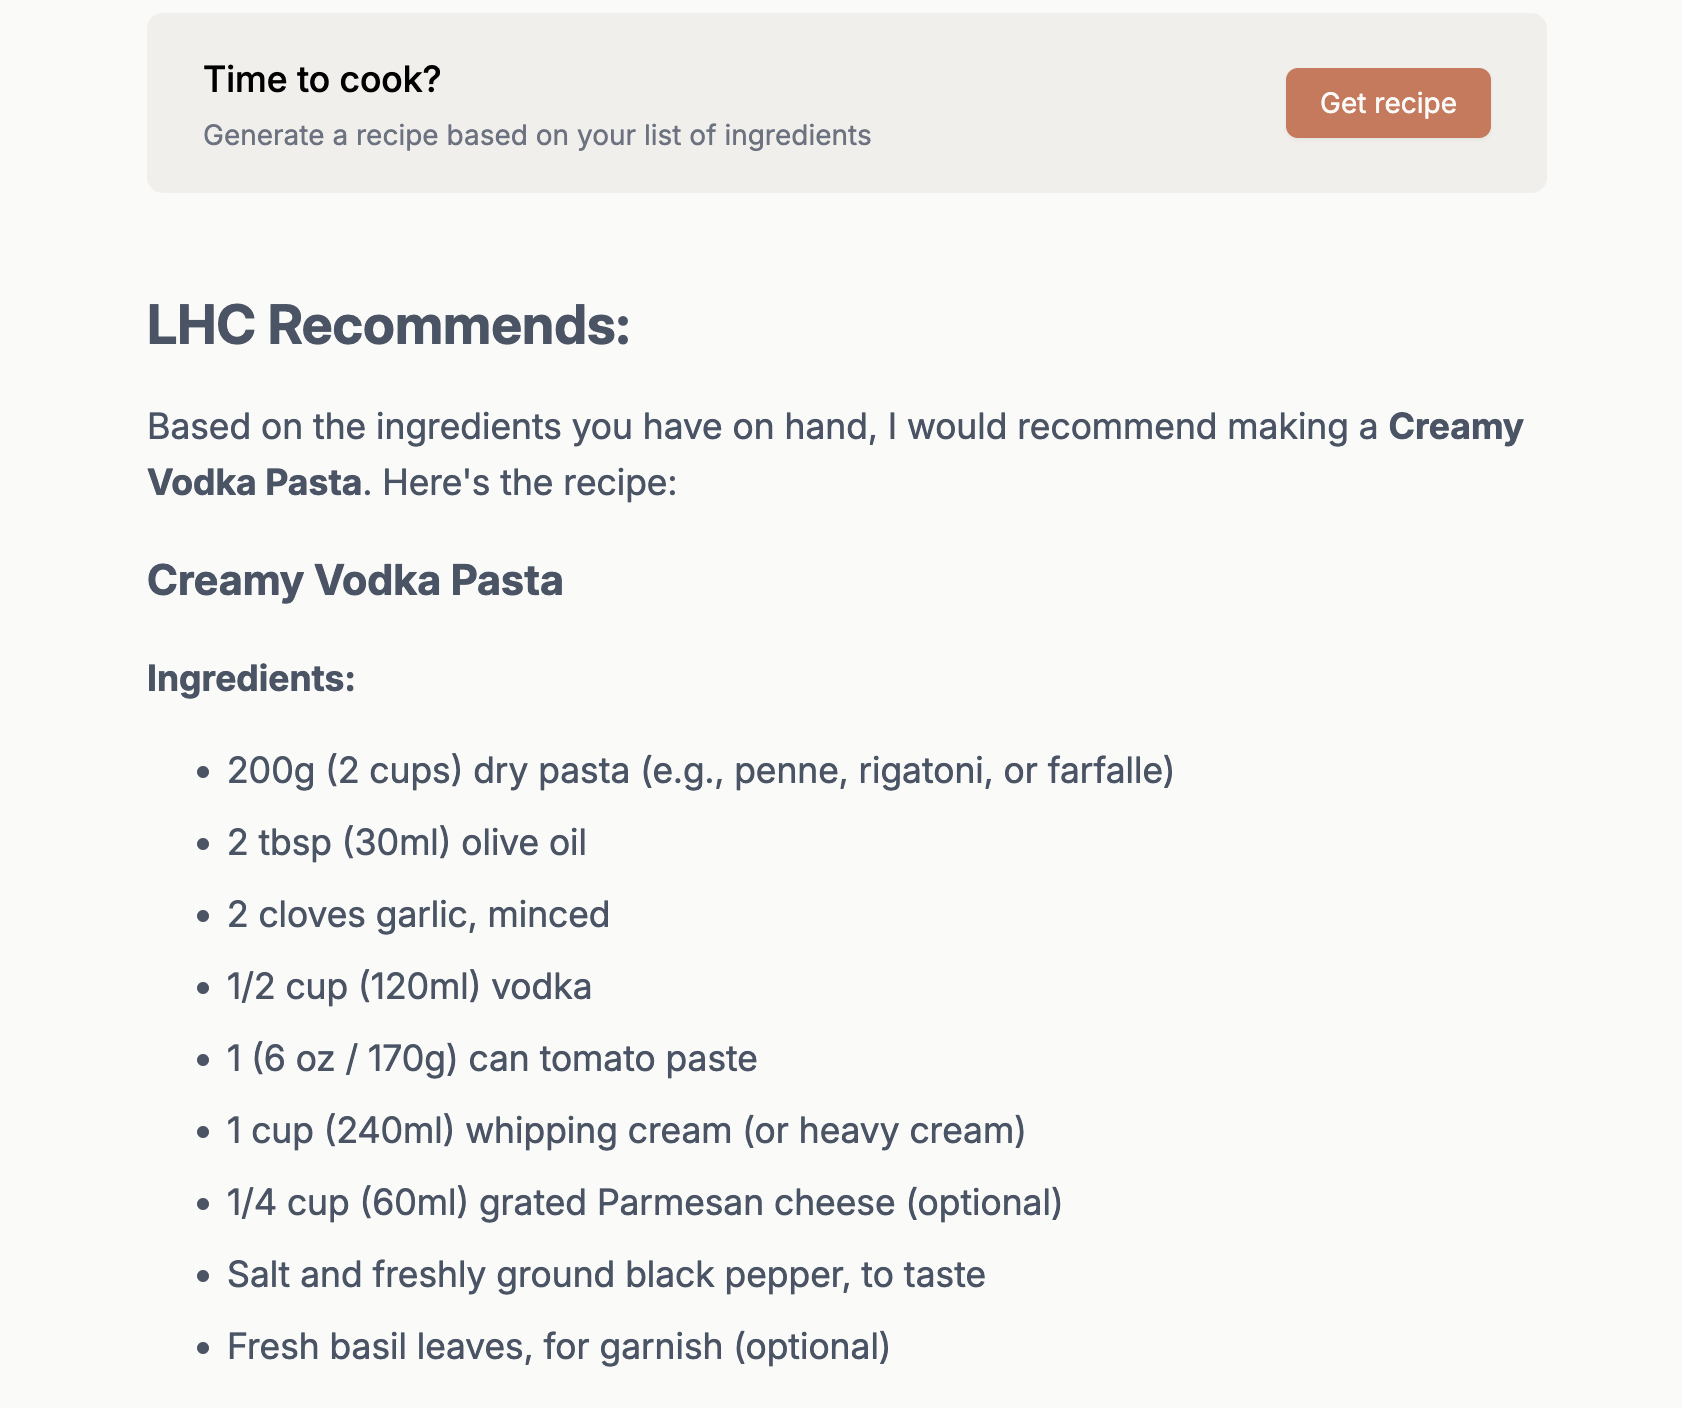 Time to cook?
Generate a recipe based on your list of ingredients
Get recipe
LHC Recommends:
Based on the ingredients you have on hand, I would recommend making a Creamy
Vodka Pasta. Here's the recipe:
Creamy Vodka Pasta
Ingredients:
• 200g (2 cups) dry pasta (e.g., penne, rigatoni, or farfalle)
• 2 tbsp (30ml) olive oil
• 2 cloves garlic, minced
• 1/2 cup (120ml) vodka
• 1 (6 oz / 170g) can tomato paste
• 1 cup (240ml) whipping cream (or heavy cream)
• 1/4 cup (60ml) grated Parmesan cheese (optional)
• Salt and freshly ground black pepper, to taste
• Fresh basil leaves, for garnish (optional)